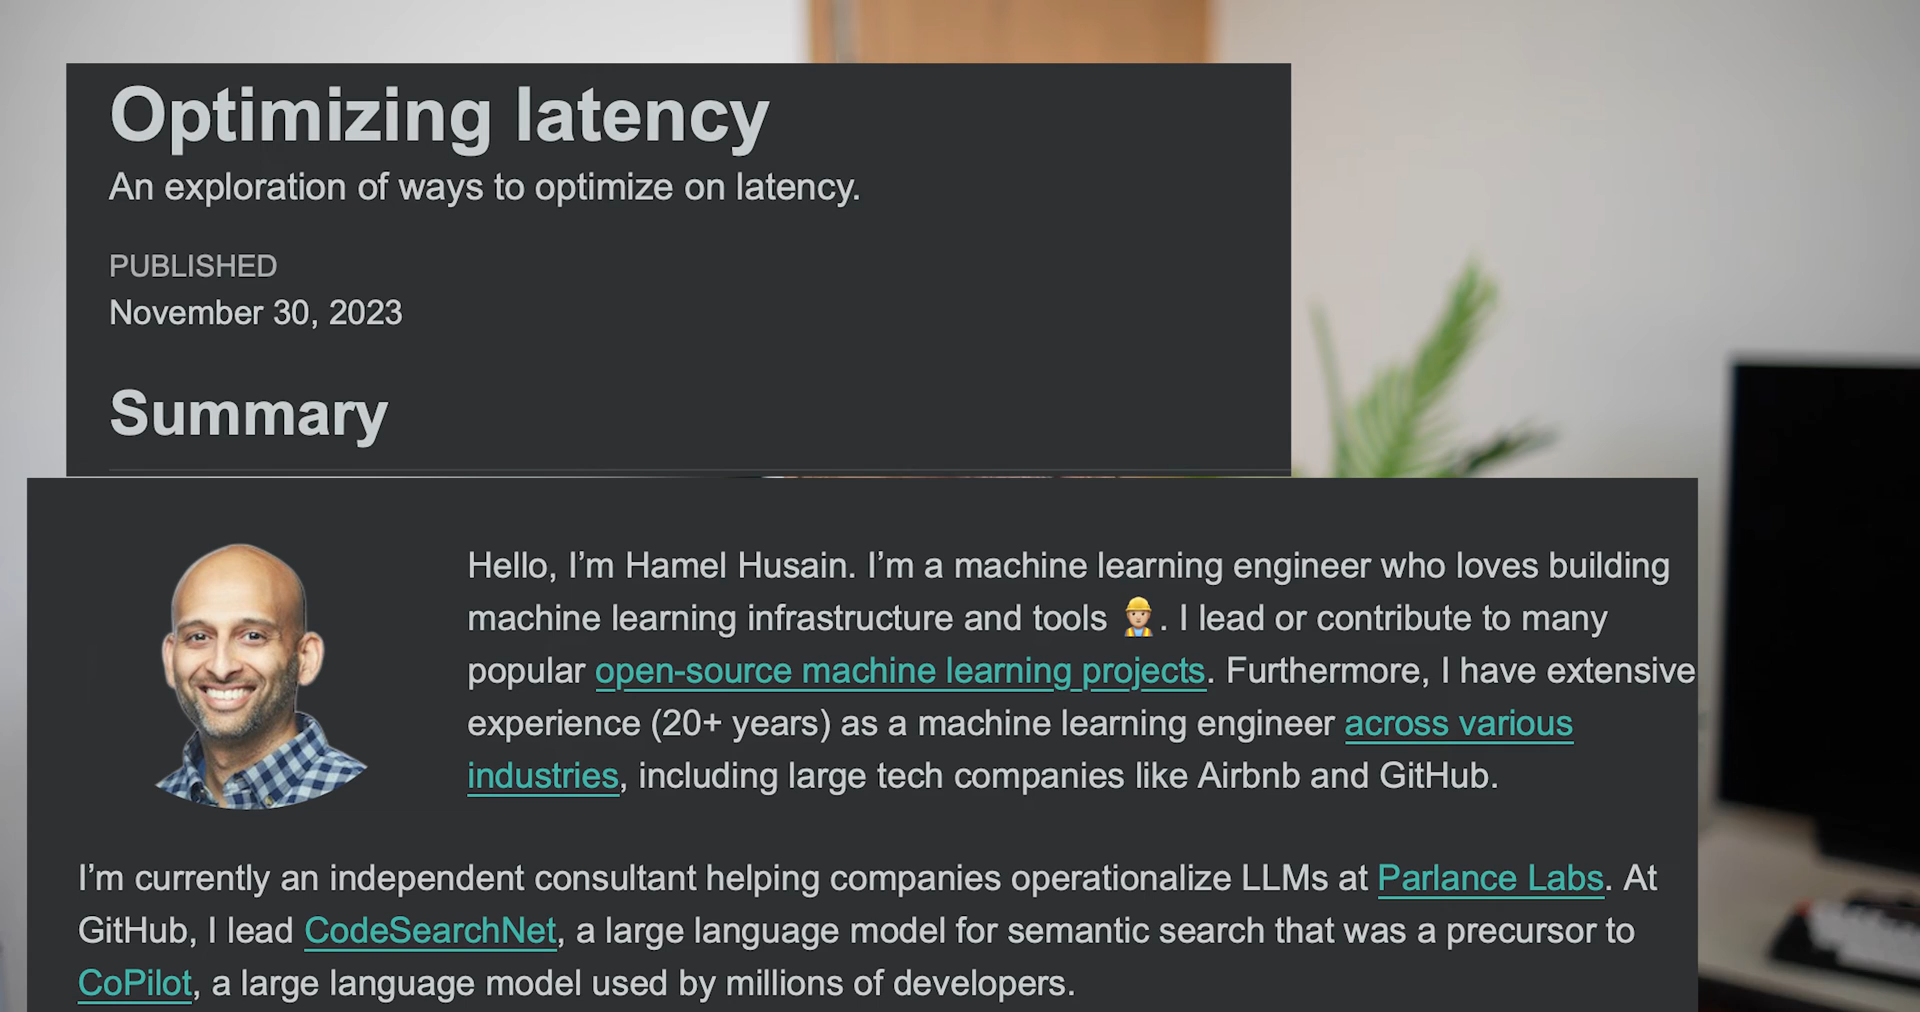 Optimizing latency
An exploration of ways to optimize on latency.
PUBLISHED
November 30, 2023
Summary
Hello, I’m Hamel Husain. I’m a machine learning engineer who loves building
machine learning infrastructure and tools 👷🏼. I lead or contribute to many
popular open-source machine learning projects. Furthermore, I have extensive
experience (20+ years) as a machine learning engineer across various
industries, including large tech companies like Airbnb and GitHub.
I’m currently an independent consultant helping companies operationalize LLMs at Parlance Labs. At
GitHub, I lead CodeSearchNet, a large language model for semantic search that was a precursor to
CoPilot, a large language model used by millions of developers.